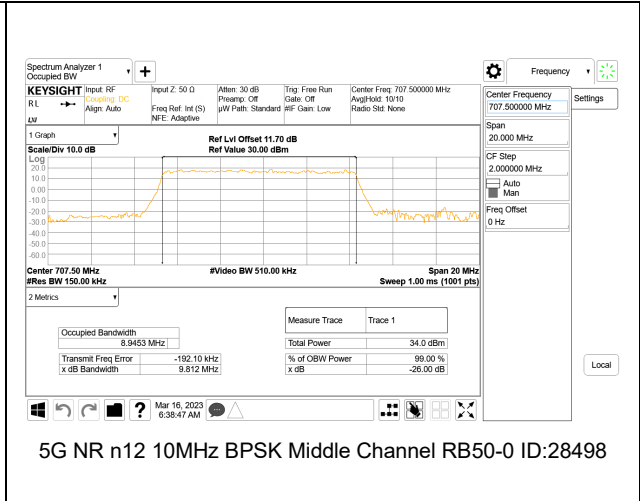 Spectrum Analyzer 1
Occupied BW
Frequency
KEYSIGHT Input: RF Input Z: 50 Ω Atten: 30 dB Trig: Free Run Center Freq: 707.500000 MHz
RL Coupling: DC Preamp: Off Gate: Off Avg|Hold: 10/10
Align: Auto Freq Ref: Int (S) µW Path: Standard #IF Gain: Low Radio Std: None
NFE: Adaptive
Center Frequency
707.500000 MHz
Settings
Span
20.000 MHz
CF Step
2.000000 MHz
Auto
Man
Freq Offset
0 Hz
Local
1 Graph
Ref Lvl Offset 11.70 dB
Scale/Div 10.0 dB Ref Value 30.00 dBm
Log
20.0
10.0
0.00
-10.0
-20.0
-30.0
-40.0
-50.0
-60.0
Center 707.50 MHz #Video BW 510.00 kHz Span 20 MHz
#Res BW 150.00 kHz Sweep 1.00 ms (1001 pts)
2 Metrics
Measure Trace Trace 1
Occupied Bandwidth
8.9453 MHz Total Power 34.0 dBm
Transmit Freq Error -192.10 kHz % of OBW Power 99.00 %
x dB Bandwidth 9.812 MHz x dB -26.00 dB
Mar 16, 2023
6:38:47 AM
5G NR n12 10MHz BPSK Middle Channel RB50-0 ID:28498